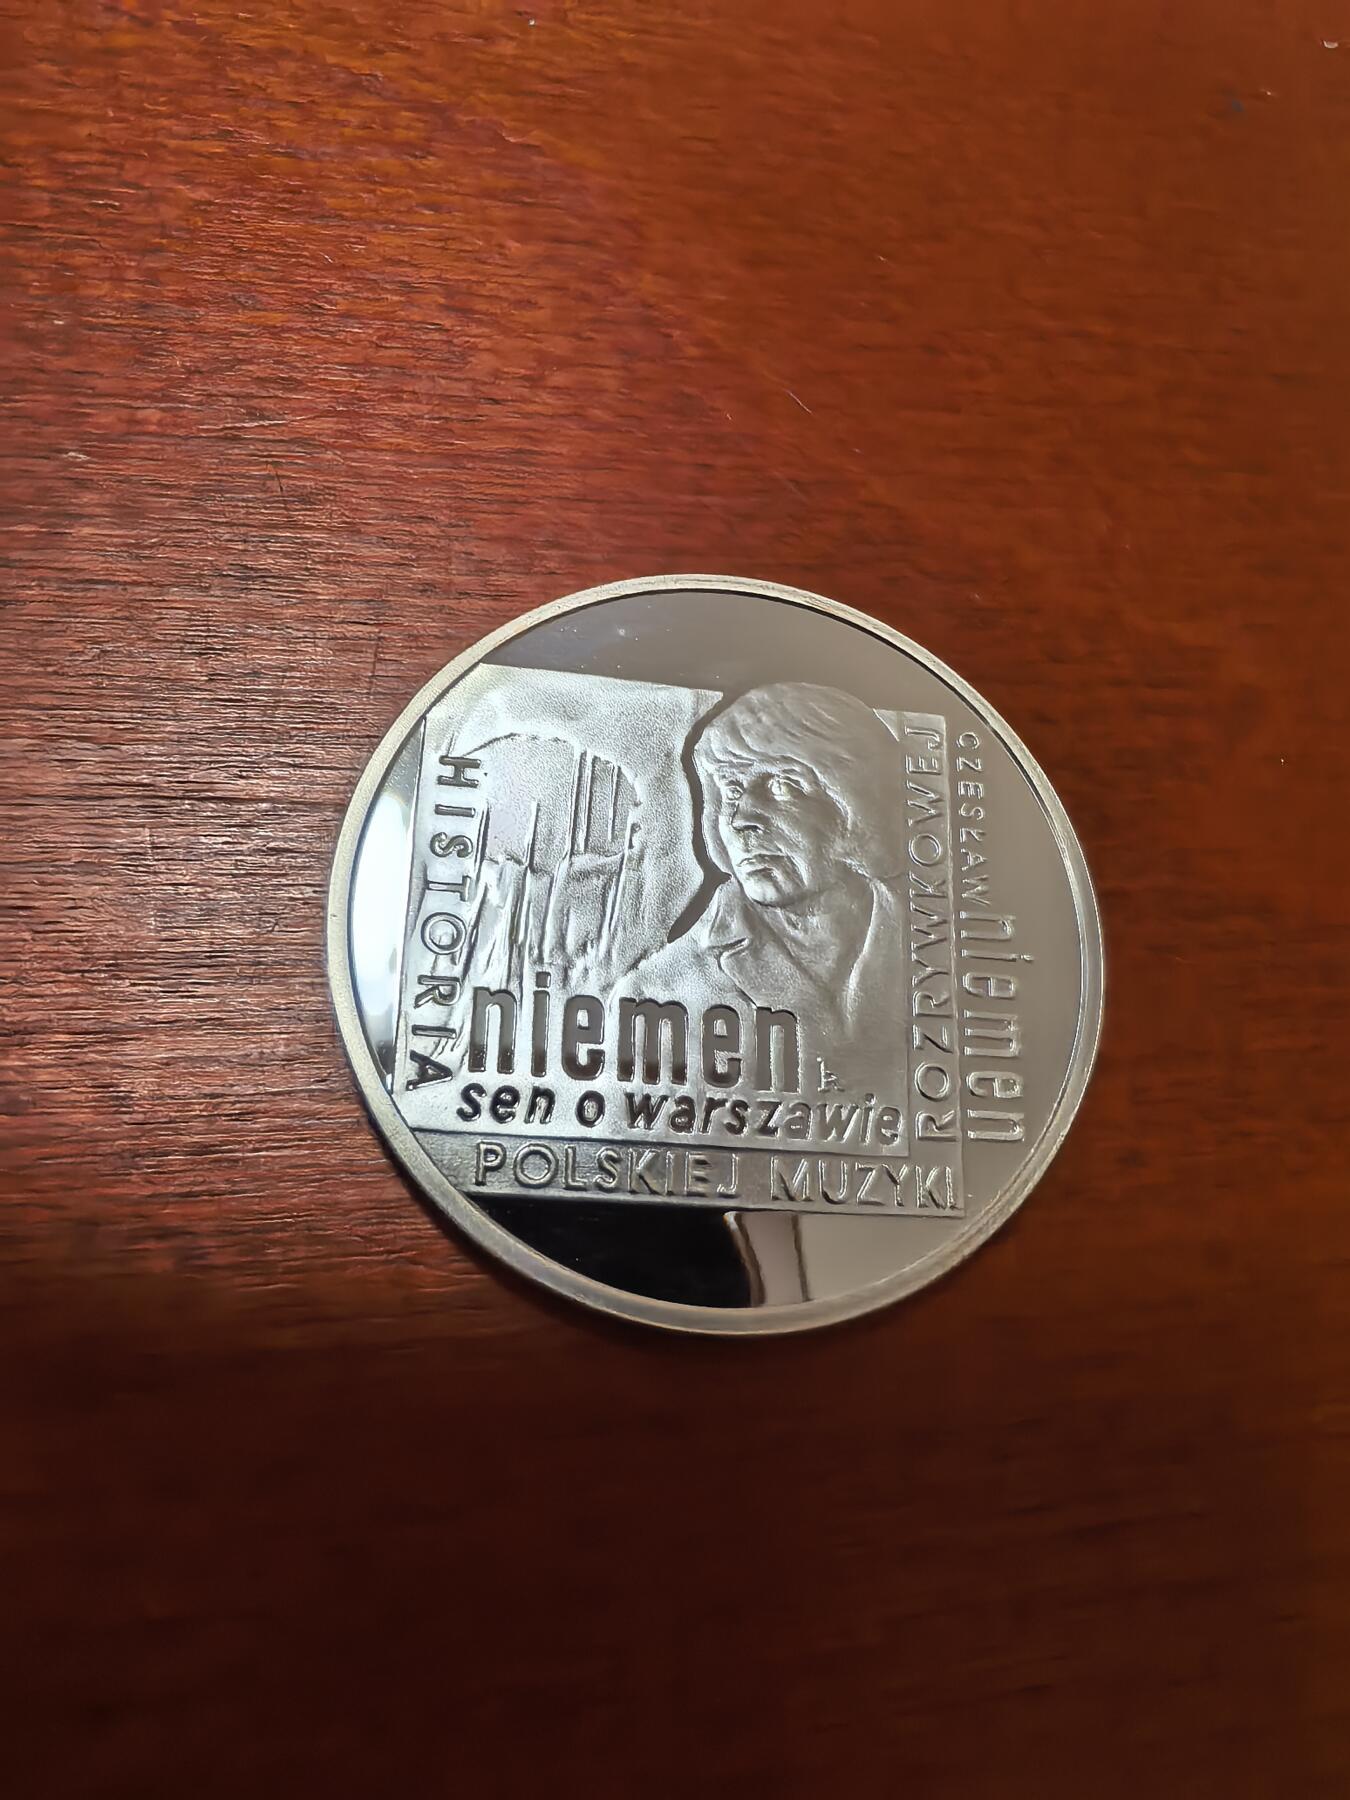 HISTORIA
niemen
sen o warszawie
POLSKIEJ MUZYKI
ROZRYWKOWEJ
CZESŁAW niemen